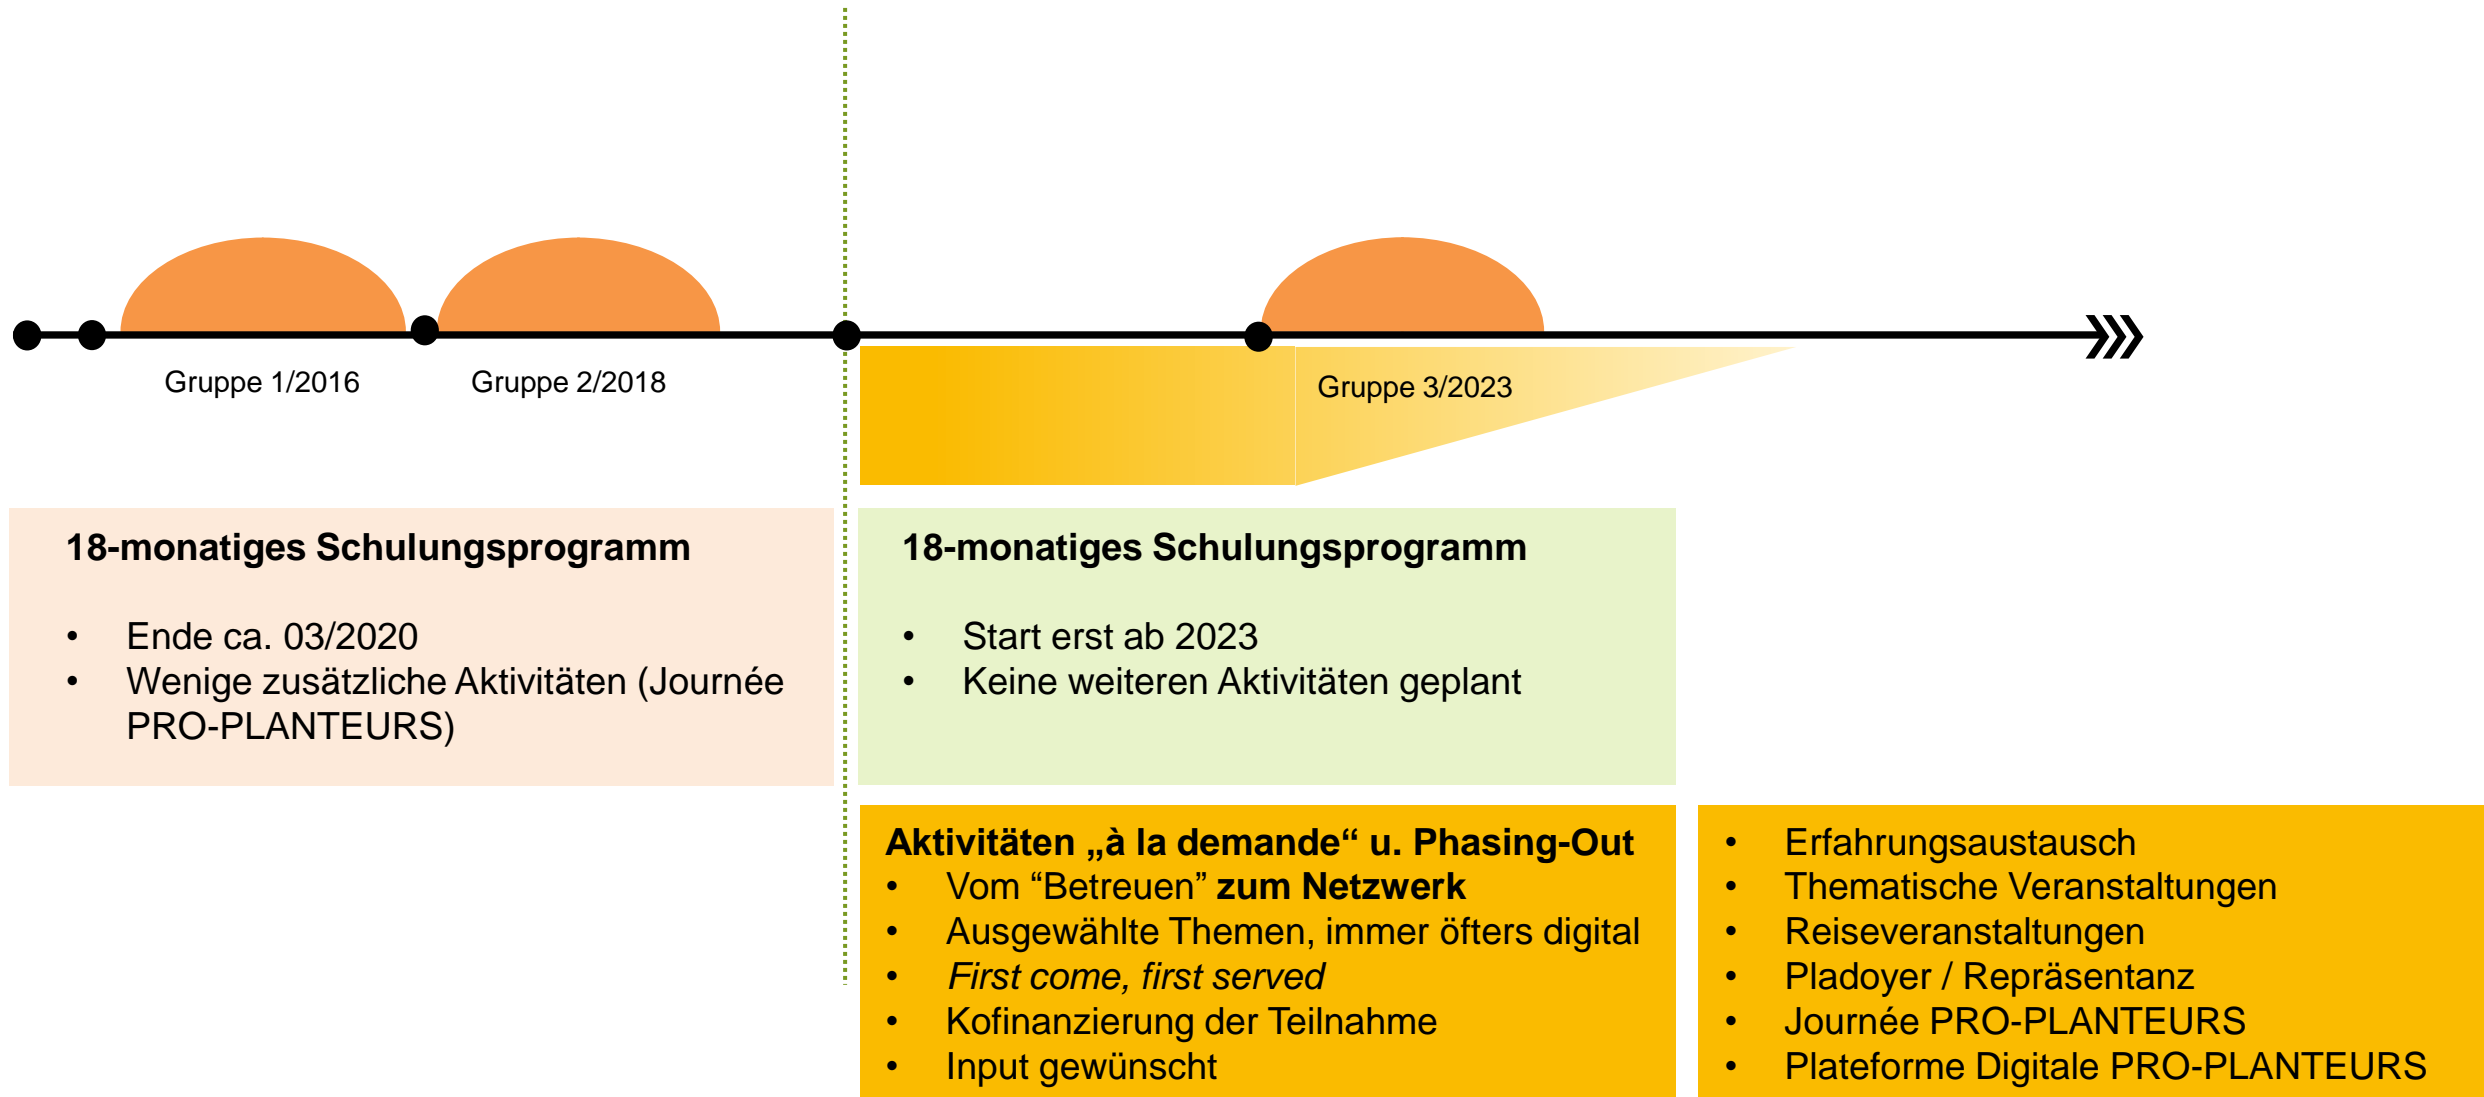 Gruppe 1/2016
Gruppe 2/2018
Gruppe 3/2023
18-monatiges Schulungsprogramm
• Ende ca. 03/2020
• Wenige zusätzliche Aktivitäten (Journée
PRO-PLANTEURS)
18-monatiges Schulungsprogramm
• Start erst ab 2023
• Keine weiteren Aktivitäten geplant
Aktivitäten „à la demande“ u. Phasing-Out
• Vom “Betreuen” zum Netzwerk
• Ausgewählte Themen, immer öfters digital
• First come, first served
• Kofinanzierung der Teilnahme
• Input gewünscht
• Erfahrungsaustausch
• Thematische Veranstaltungen
• Reiseveranstaltungen
• Pladoyer / Repräsentanz
• Journée PRO-PLANTEURS
• Plateforme Digitale PRO-PLANTEURS